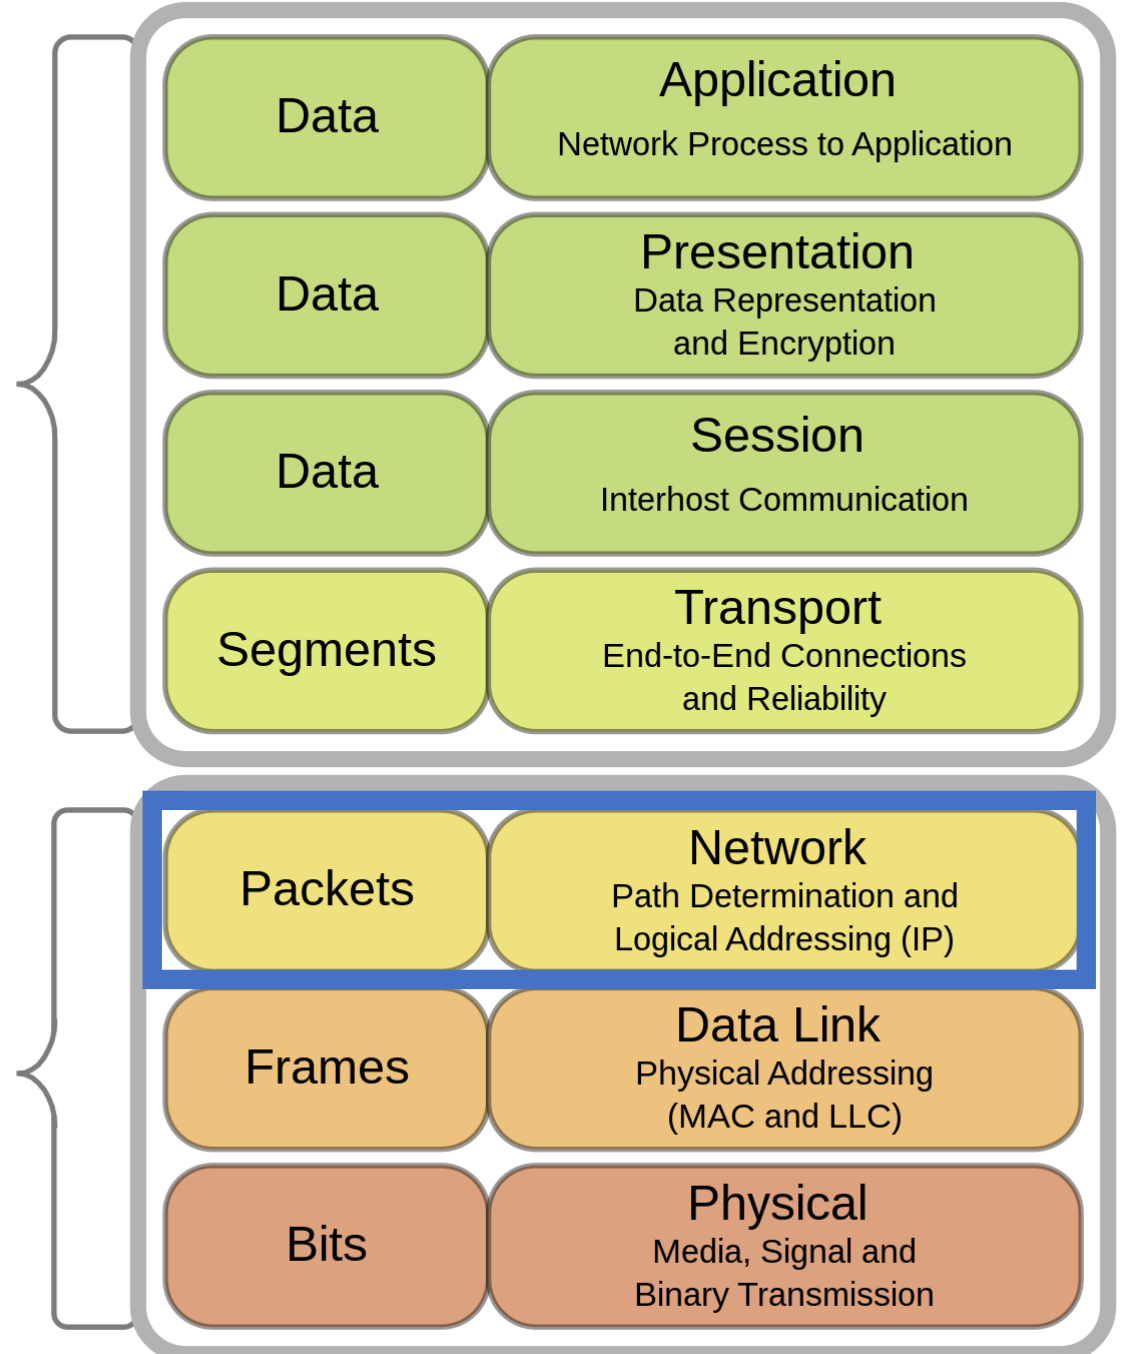 Data
Application
Network Process to Application
Data
Presentation
Data Representation
and Encryption
Data
Session
Interhost Communication
Segments
Transport
End-to-End Connections
and Reliability
Packets
Network
Path Determination and
Logical Addressing (IP)
Frames
Data Link
Physical Addressing
(MAC and LLC)
Bits
Physical
Media, Signal and
Binary Transmission